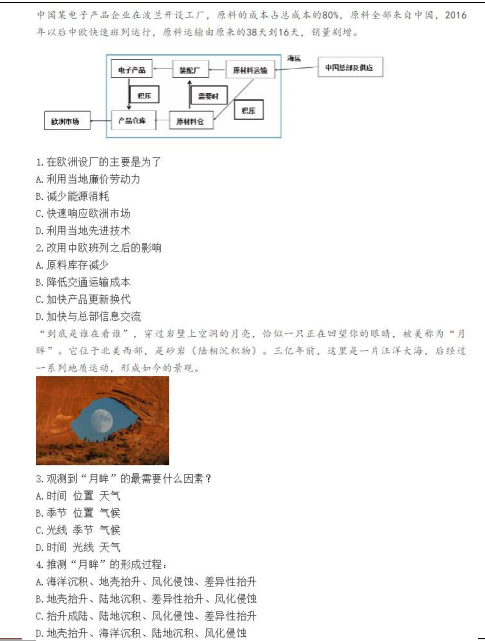 中国某电子产品企业在波兰开设工厂，原料的成本占总成本的80%，原料全部来自中国，2016
年以后中欧快速班列运行，原料运输由原来的38天到16天，销量剧增。
海运
电子产品
装配厂
原材料运输
中国总部及供应
积压
需要时
积压
欧洲市场
产品仓库
原材料仓
1.在欧洲设厂的主要是为了
A.利用当地廉价劳动力
B.减少能源消耗
C.快速响应欧洲市场
D.利用当地先进技术
2.改用中欧班列之后的影响
A.原料库存减少
B.降低交通运输成本
C.加快产品更新换代
D.加快与总部信息交流
“到底是谁在看谁”，穿过岩壁上空洞的月亮，恰似一只正在回望你的眼睛，被美称为“月
眸”。它位于北美西部，是砂岩（陆相沉积物）。三亿年前，这里是一片汪洋大海，后经过
一系列地质运动，形成如今的景观。
3.观测到“月眸”的最需要什么因素？
A.时间 位置 天气
B.季节 位置 气候
C.光线 季节 气候
D.时间 光线 天气
4.推测“月眸”的形成过程：
A.海洋沉积、地壳抬升、风化侵蚀、差异性抬升
B.地壳抬升、陆地沉积、差异性抬升、风化侵蚀
C.抬升成陆、陆地沉积、风化侵蚀、差异性抬升
D.地壳抬升、海洋沉积、陆地沉积、风化侵蚀